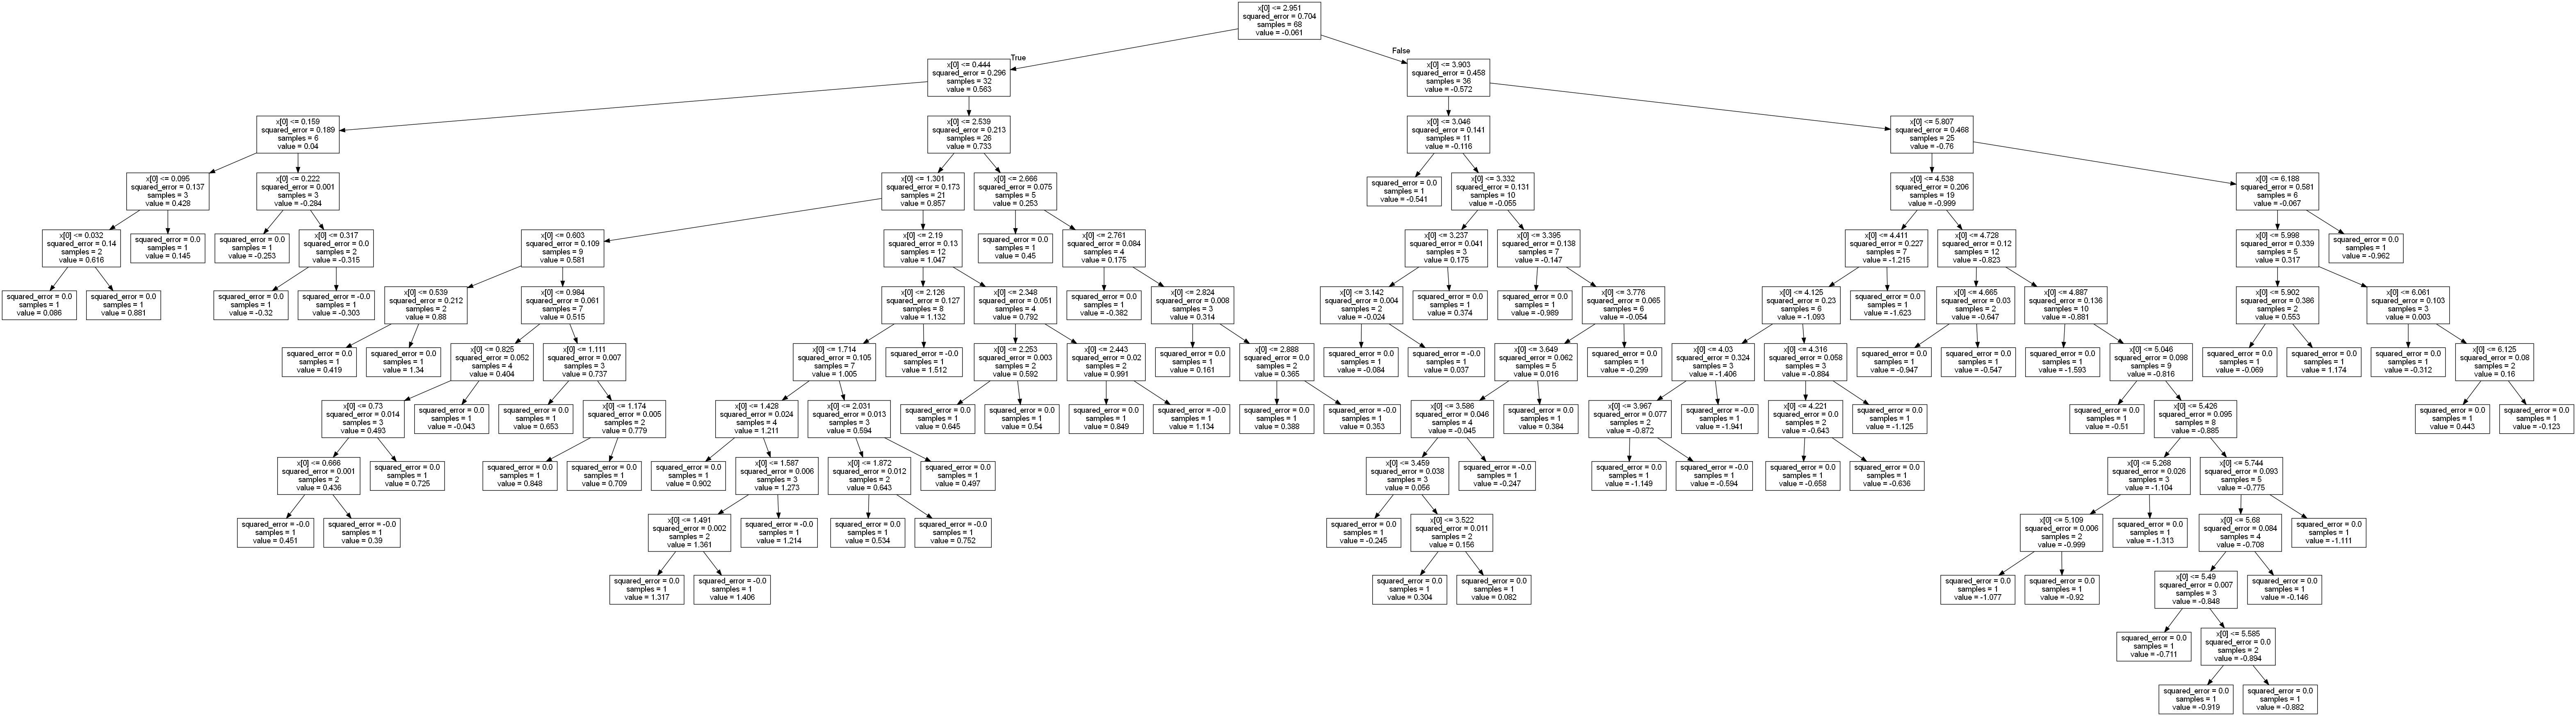 x[0] <= 2.951
squared_error = 0.704
samples = 68
value = -0.061
True
False
x[0] <= 0.444
squared_error = 0.296
samples = 32
value = 0.563
x[0] <= 3.903
squared_error = 0.458
samples = 36
value = -0.572
x[0] <= 0.159
squared_error = 0.189
samples = 6
value = 0.04
x[0] <= 2.539
squared_error = 0.213
samples = 26
value = 0.733
x[0] <= 3.046
squared_error = 0.141
samples = 11
value = -0.116
x[0] <= 5.807
squared_error = 0.468
samples = 25
value = -0.76
x[0] <= 0.095
squared_error = 0.137
samples = 3
value = 0.428
x[0] <= 0.222
squared_error = 0.001
samples = 3
value = -0.284
x[0] <= 1.301
squared_error = 0.173
samples = 21
value = 0.857
x[0] <= 2.666
squared_error = 0.075
samples = 5
value = 0.253
squared_error = 0.0
samples = 1
value = -0.541
x[0] <= 3.332
squared_error = 0.131
samples = 10
value = -0.055
x[0] <= 4.538
squared_error = 0.206
samples = 19
value = -0.999
x[0] <= 6.188
squared_error = 0.581
samples = 6
value = -0.067
x[0] <= 0.032
squared_error = 0.14
samples = 2
value = 0.616
squared_error = 0.0
samples = 1
value = 0.145
squared_error = 0.0
samples = 1
value = -0.253
x[0] <= 0.317
squared_error = 0.0
samples = 2
value = -0.315
x[0] <= 0.603
squared_error = 0.109
samples = 9
value = 0.581
x[0] <= 2.19
squared_error = 0.13
samples = 12
value = 1.047
squared_error = 0.0
samples = 1
value = 0.45
x[0] <= 2.761
squared_error = 0.084
samples = 4
value = 0.175
x[0] <= 3.237
squared_error = 0.041
samples = 3
value = 0.175
x[0] <= 3.395
squared_error = 0.138
samples = 7
value = -0.147
x[0] <= 4.411
squared_error = 0.227
samples = 7
value = -1.215
x[0] <= 4.728
squared_error = 0.12
samples = 12
value = -0.823
x[0] <= 5.998
squared_error = 0.339
samples = 5
value = 0.317
squared_error = 0.0
samples = 1
value = -0.962
squared_error = 0.0
samples = 1
value = 0.086
squared_error = 0.0
samples = 1
value = 0.881
squared_error = 0.0
samples = 1
value = -0.32
squared_error = -0.0
samples = 1
value = -0.303
x[0] <= 0.539
squared_error = 0.212
samples = 2
value = 0.88
x[0] <= 0.984
squared_error = 0.061
samples = 7
value = 0.515
x[0] <= 2.126
squared_error = 0.127
samples = 8
value = 1.132
x[0] <= 2.348
squared_error = 0.051
samples = 4
value = 0.792
squared_error = 0.0
samples = 1
value = -0.382
x[0] <= 2.824
squared_error = 0.008
samples = 3
value = 0.314
x[0] <= 3.142
squared_error = 0.004
samples = 2
value = -0.024
squared_error = 0.0
samples = 1
value = 0.374
squared_error = 0.0
samples = 1
value = -0.989
x[0] <= 3.776
squared_error = 0.065
samples = 6
value = -0.054
x[0] <= 4.125
squared_error = 0.23
samples = 6
value = -1.093
squared_error = 0.0
samples = 1
value = -1.623
x[0] <= 4.665
squared_error = 0.03
samples = 2
value = -0.647
x[0] <= 4.887
squared_error = 0.136
samples = 10
value = -0.881
x[0] <= 5.902
squared_error = 0.386
samples = 2
value = 0.553
x[0] <= 6.061
squared_error = 0.103
samples = 3
value = 0.003
squared_error = 0.0
samples = 1
value = 0.419
squared_error = 0.0
samples = 1
value = 1.34
x[0] <= 0.825
squared_error = 0.052
samples = 4
value = 0.404
x[0] <= 1.111
squared_error = 0.007
samples = 3
value = 0.737
x[0] <= 1.714
squared_error = 0.105
samples = 7
value = 1.005
squared_error = -0.0
samples = 1
value = 1.512
x[0] <= 2.253
squared_error = 0.003
samples = 2
value = 0.592
x[0] <= 2.443
squared_error = 0.02
samples = 2
value = 0.991
squared_error = 0.0
samples = 1
value = 0.161
x[0] <= 2.888
squared_error = 0.0
samples = 2
value = 0.365
squared_error = 0.0
samples = 1
value = -0.084
squared_error = -0.0
samples = 1
value = 0.037
x[0] <= 3.649
squared_error = 0.062
samples = 5
value = 0.016
squared_error = 0.0
samples = 1
value = -0.299
x[0] <= 4.03
squared_error = 0.324
samples = 3
value = -1.406
x[0] <= 4.316
squared_error = 0.058
samples = 3
value = -0.884
squared_error = 0.0
samples = 1
value = -0.947
squared_error = 0.0
samples = 1
value = -0.547
squared_error = 0.0
samples = 1
value = -1.593
x[0] <= 5.046
squared_error = 0.098
samples = 9
value = -0.816
squared_error = 0.0
samples = 1
value = -0.069
squared_error = 0.0
samples = 1
value = 1.174
squared_error = 0.0
samples = 1
value = -0.312
x[0] <= 6.125
squared_error = 0.08
samples = 2
value = 0.16
x[0] <= 0.73
squared_error = 0.014
samples = 3
value = 0.493
squared_error = 0.0
samples = 1
value = -0.043
squared_error = 0.0
samples = 1
value = 0.653
x[0] <= 1.174
squared_error = 0.005
samples = 2
value = 0.779
x[0] <= 1.428
squared_error = 0.024
samples = 4
value = 1.211
x[0] <= 2.031
squared_error = 0.013
samples = 3
value = 0.594
squared_error = 0.0
samples = 1
value = 0.645
squared_error = 0.0
samples = 1
value = 0.54
squared_error = 0.0
samples = 1
value = 0.849
squared_error = -0.0
samples = 1
value = 1.134
squared_error = 0.0
samples = 1
value = 0.388
squared_error = -0.0
samples = 1
value = 0.353
x[0] <= 3.586
squared_error = 0.046
samples = 4
value = -0.045
squared_error = 0.0
samples = 1
value = 0.384
x[0] <= 3.967
squared_error = 0.077
samples = 2
value = -0.872
squared_error = -0.0
samples = 1
value = -1.941
x[0] <= 4.221
squared_error = 0.0
samples = 2
value = -0.643
squared_error = 0.0
samples = 1
value = -1.125
squared_error = 0.0
samples = 1
value = -0.51
x[0] <= 5.426
squared_error = 0.095
samples = 8
value = -0.885
squared_error = 0.0
samples = 1
value = 0.443
squared_error = 0.0
samples = 1
value = -0.123
x[0] <= 0.666
squared_error = 0.001
samples = 2
value = 0.436
squared_error = 0.0
samples = 1
value = 0.725
squared_error = 0.0
samples = 1
value = 0.848
squared_error = 0.0
samples = 1
value = 0.709
squared_error = 0.0
samples = 1
value = 0.902
x[0] <= 1.587
squared_error = 0.006
samples = 3
value = 1.273
x[0] <= 1.872
squared_error = 0.012
samples = 2
value = 0.643
squared_error = 0.0
samples = 1
value = 0.497
x[0] <= 3.459
squared_error = 0.038
samples = 3
value = 0.056
squared_error = -0.0
samples = 1
value = -0.247
squared_error = 0.0
samples = 1
value = -1.149
squared_error = -0.0
samples = 1
value = -0.594
squared_error = 0.0
samples = 1
value = -0.658
squared_error = 0.0
samples = 1
value = -0.636
x[0] <= 5.268
squared_error = 0.026
samples = 3
value = -1.104
x[0] <= 5.744
squared_error = 0.093
samples = 5
value = -0.775
squared_error = -0.0
samples = 1
value = 0.451
squared_error = -0.0
samples = 1
value = 0.39
x[0] <= 1.491
squared_error = 0.002
samples = 2
value = 1.361
squared_error = -0.0
samples = 1
value = 1.214
squared_error = 0.0
samples = 1
value = 0.534
squared_error = -0.0
samples = 1
value = 0.752
squared_error = 0.0
samples = 1
value = -0.245
x[0] <= 3.522
squared_error = 0.011
samples = 2
value = 0.156
x[0] <= 5.109
squared_error = 0.006
samples = 2
value = -0.999
squared_error = 0.0
samples = 1
value = -1.313
x[0] <= 5.68
squared_error = 0.084
samples = 4
value = -0.708
squared_error = 0.0
samples = 1
value = -1.111
squared_error = 0.0
samples = 1
value = 1.317
squared_error = -0.0
samples = 1
value = 1.406
squared_error = 0.0
samples = 1
value = 0.304
squared_error = 0.0
samples = 1
value = 0.082
squared_error = 0.0
samples = 1
value = -1.077
squared_error = 0.0
samples = 1
value = -0.92
x[0] <= 5.49
squared_error = 0.007
samples = 3
value = -0.848
squared_error = 0.0
samples = 1
value = -0.146
squared_error = 0.0
samples = 1
value = -0.711
x[0] <= 5.585
squared_error = 0.0
samples = 2
value = -0.894
squared_error = 0.0
samples = 1
value = -0.919
squared_error = 0.0
samples = 1
value = -0.882